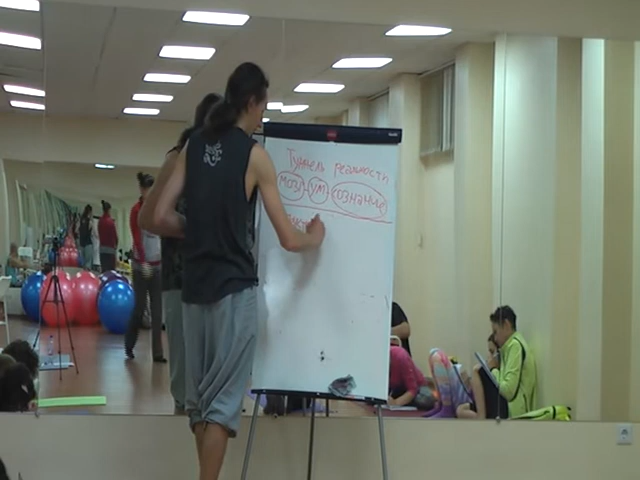 Туннель реальности
мозг ум сознание